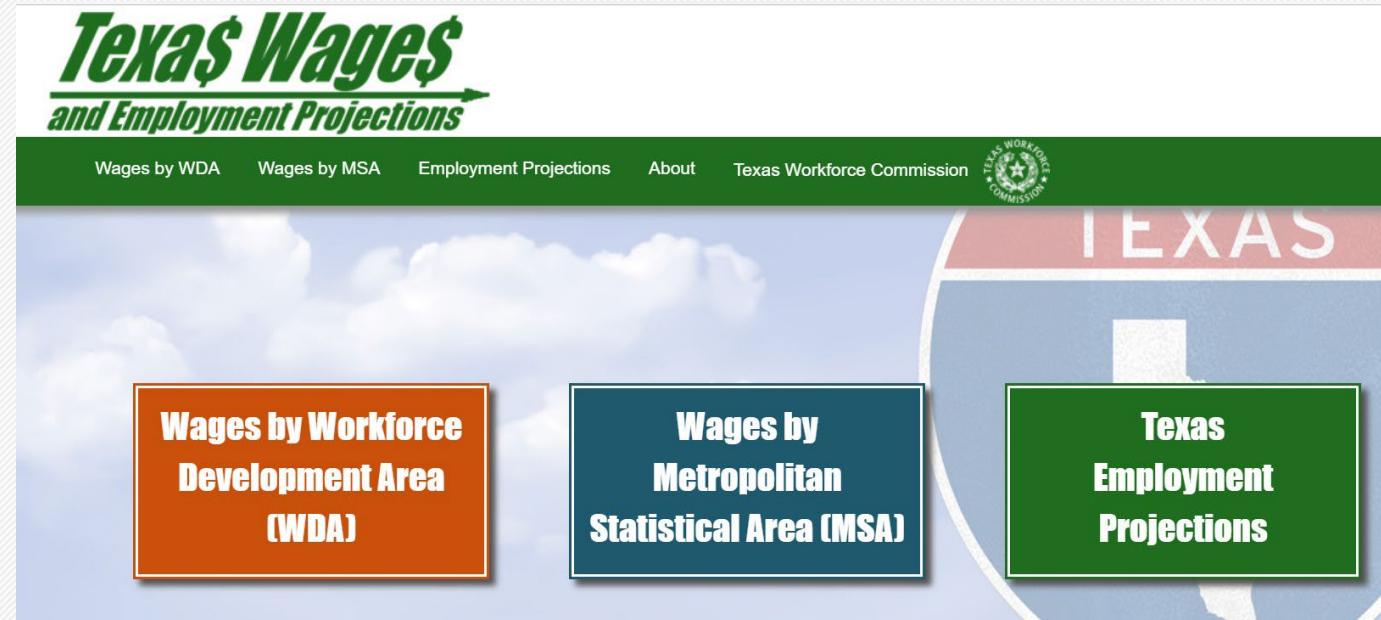 Texa$ Wage$
and Employment Projections
Wages by WDA Wages by MSA Employment Projections About Texas Workforce Commission
TEXAS WORKFORCE COMMISSION
TEXAS
Wages by Workforce
Development Area
(WDA)
Wages by
Metropolitan
Statistical Area (MSA)
Texas
Employment
Projections